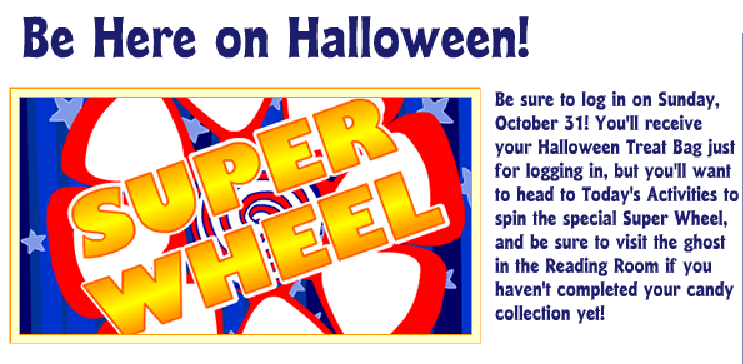 Be Here on Halloween!
SUPER
WHEEL
Be sure to log in on Sunday,
October 31! You'll receive
your Halloween Treat Bag just
for logging in, but you'll want
to head to Today's Activities to
spin the special Super Wheel,
and be sure to visit the ghost
in the Reading Room if you
haven't completed your candy
collection yet!